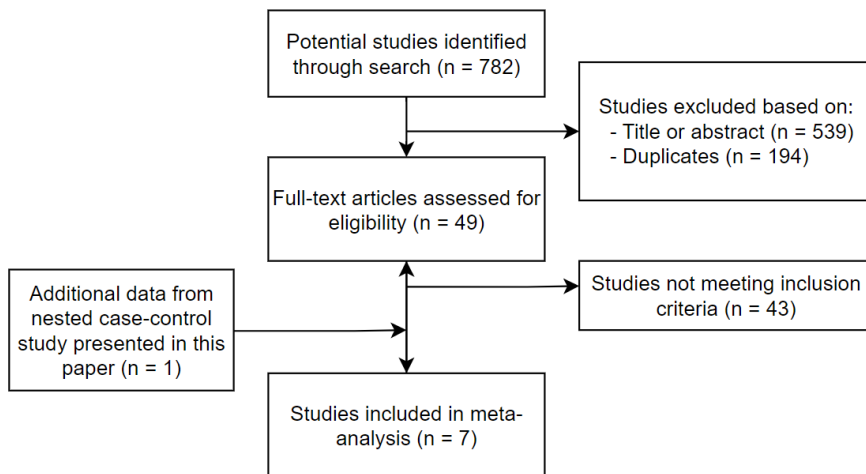 Potential studies identified
through search (n = 782)
Studies excluded based on:
- Title or abstract (n = 539)
- Duplicates (n = 194)
Full-text articles assessed for
eligibility (n = 49)
Studies not meeting inclusion
criteria (n = 43)
Additional data from
nested case-control
study presented in this
paper (n = 1)
Studies included in meta-
analysis (n = 7)